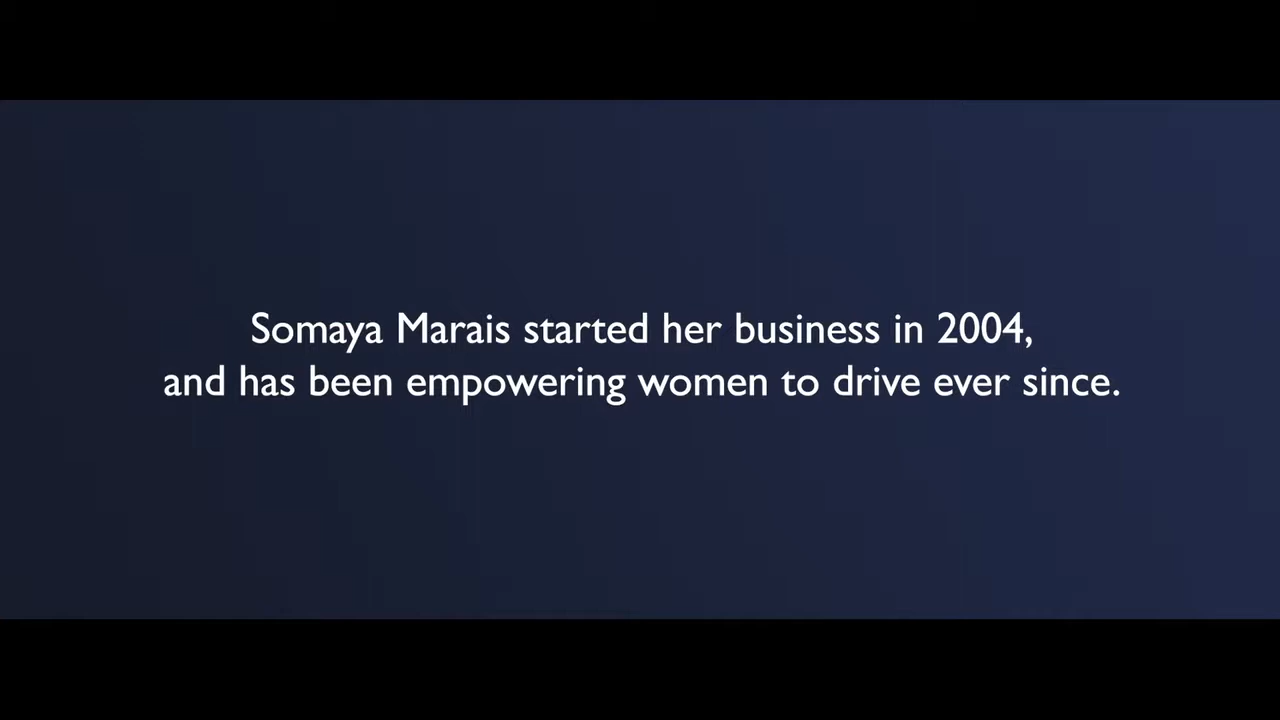 Somaya Marais started her business in 2004,
and has been empowering women to drive ever since.